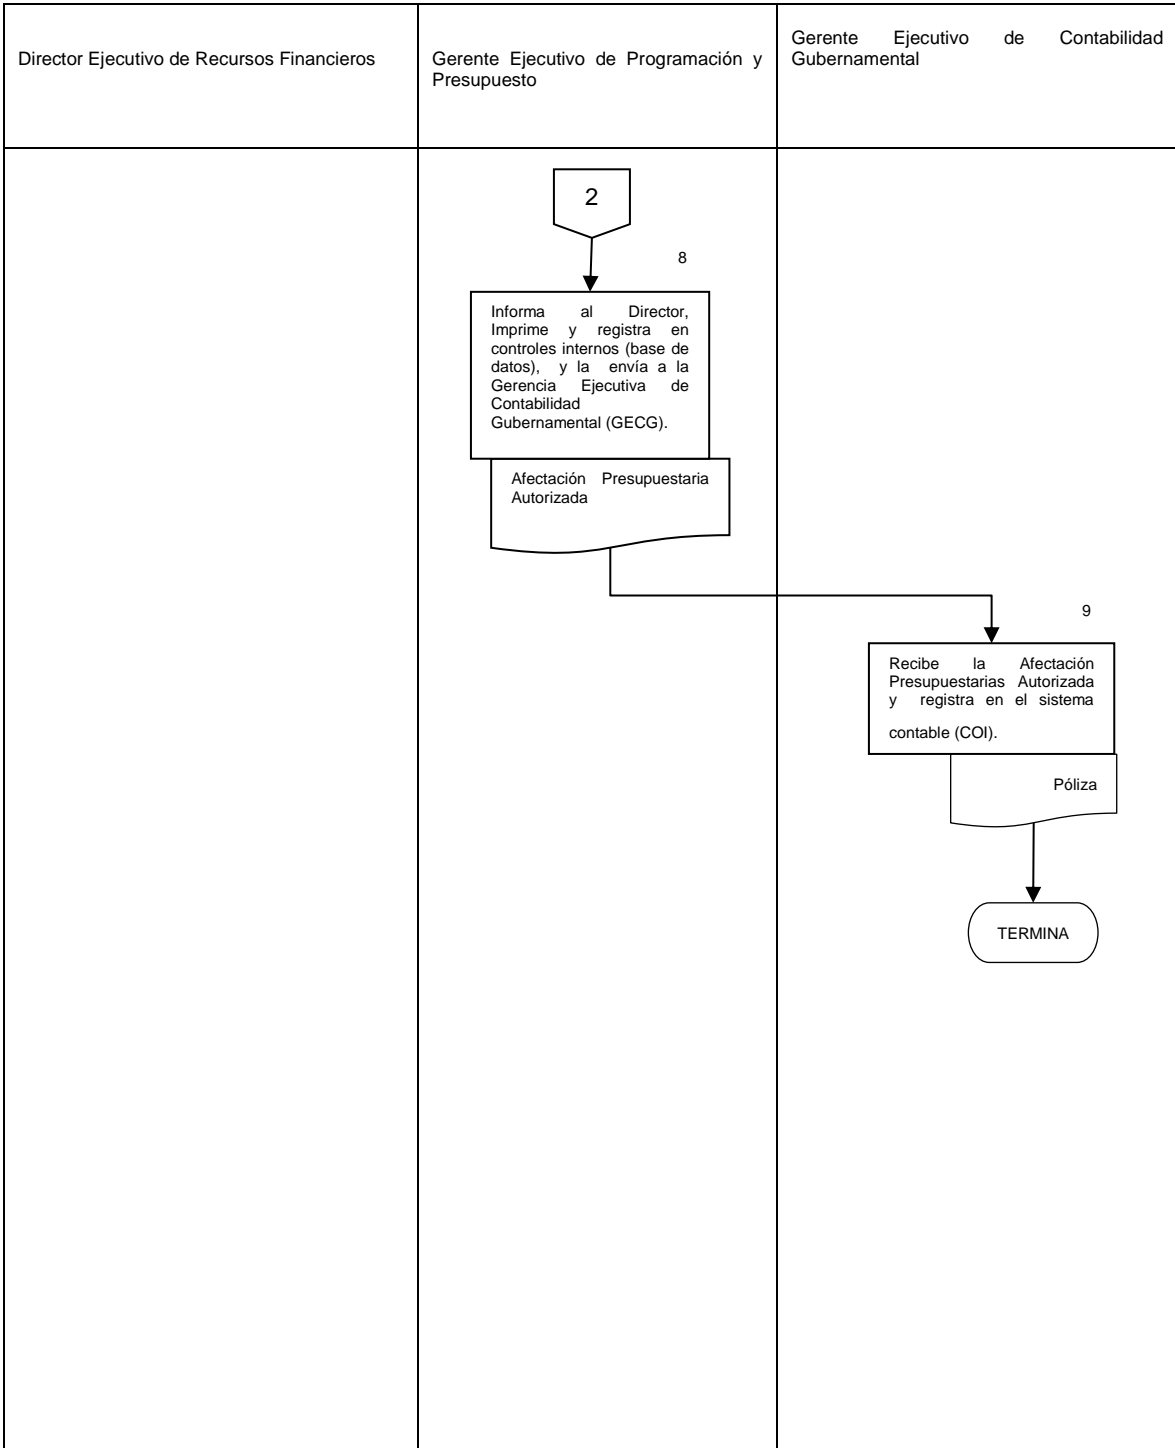 Director Ejecutivo de Recursos Financieros
Gerente Ejecutivo de Programación y
Presupuesto
Gerente Ejecutivo de Contabilidad
Gubernamental
2
8
Informa al Director,
Imprime y registra en
controles internos (base de
datos), y la envía a la
Gerencia Ejecutiva de
Contabilidad
Gubernamental (GECG).
Afectación Presupuestaria
Autorizada
9
Recibe la Afectación
Presupuestarias Autorizada
y registra en el sistema
contable (COI).
Póliza
TERMINA